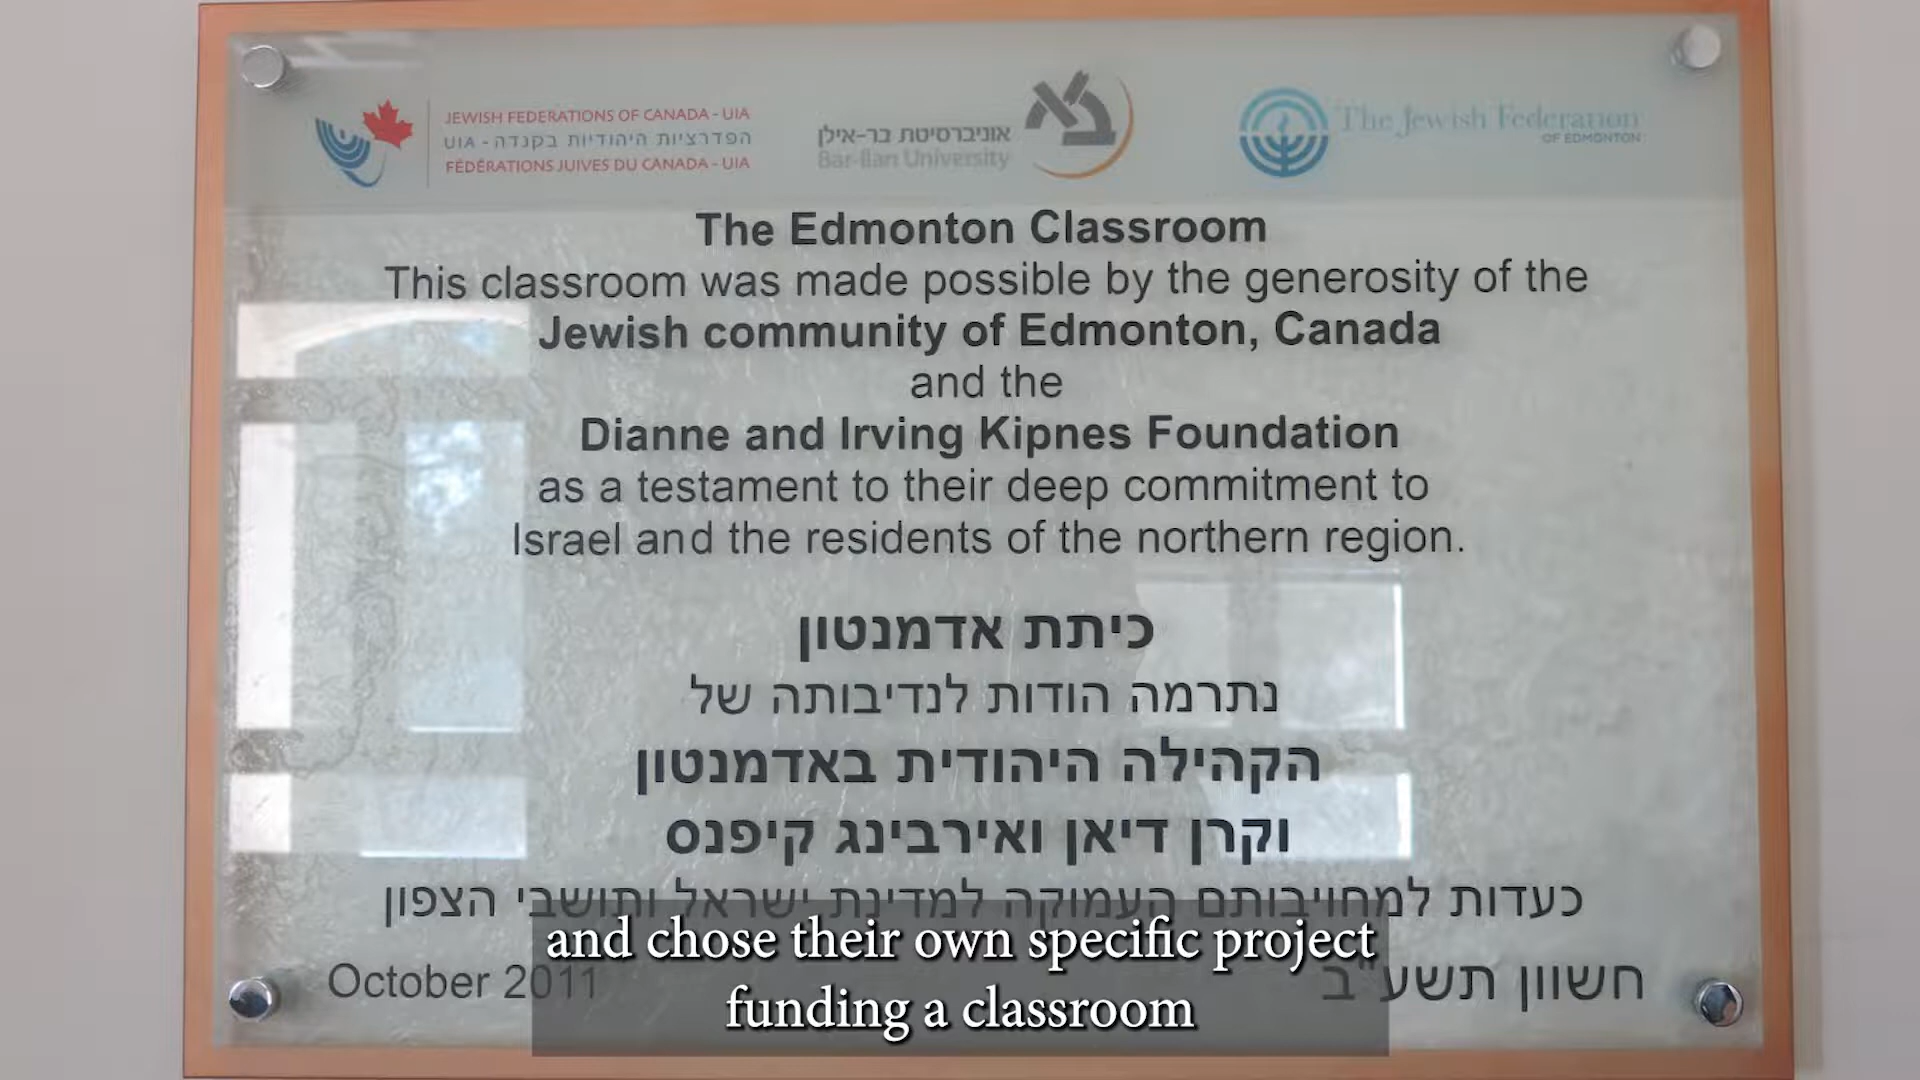 JEWISH FEDERATIONS OF CANADA - UIA
הפדרציות היהודיות בקנדה - UIA
FÉDÉRATIONS JUIVES DU CANADA - UIA
אוניברסיטת בר-אילן
Bar-Ilan University
The Jewish Federation
OF EDMONTON
The Edmonton Classroom
This classroom was made possible by the generosity of the
Jewish community of Edmonton, Canada
and the
Dianne and Irving Kipnes Foundation
as a testament to their deep commitment to
Israel and the residents of the northern region.
כיתת אדמנטון
נתרמה הודות לנדיבותה של
הקהילה היהודית באדמנטון
וקרן דיאן ואירבינג קיפנס
כעדות למחויבותם העמוקה למדינת ישראל ותושבי הצפון
October 2011
חשוון תשע"ב
and chose their own specific project
funding a classroom